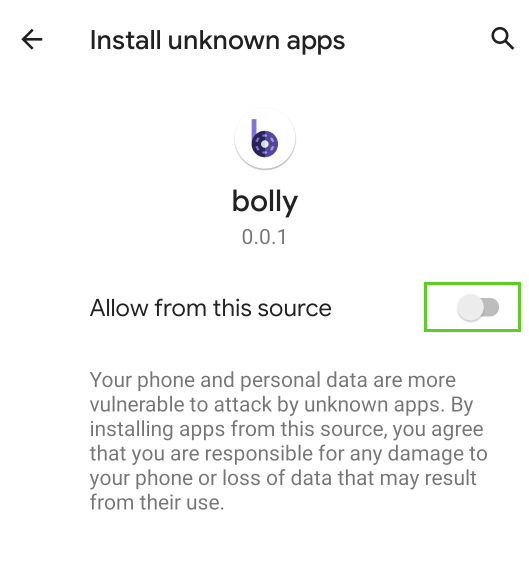 Install unknown apps
b
bolly
0.0.1
Allow from this source
Your phone and personal data are more
vulnerable to attack by unknown apps. By
installing apps from this source, you agree
that you are responsible for any damage to
your phone or loss of data that may result
from their use.